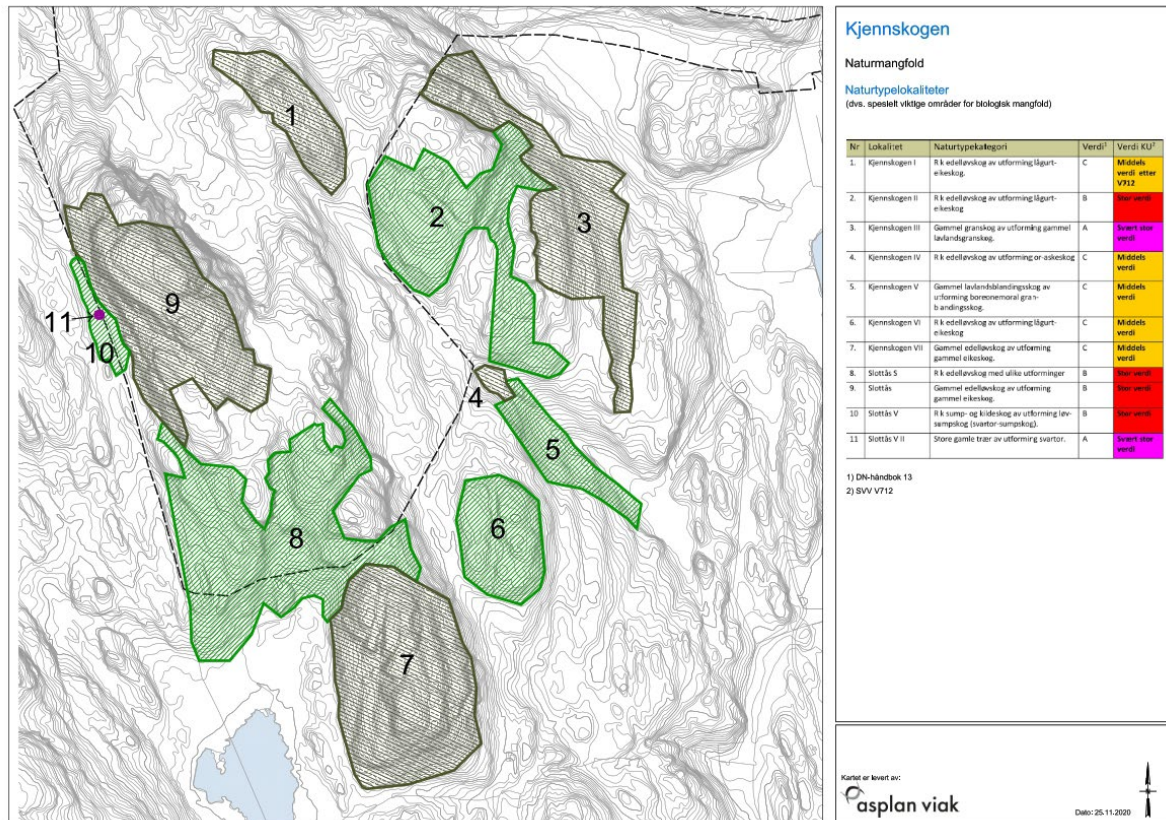 Kjennskogen
Naturmangfold
Naturtypelokaliteter
(dvs. spesielt viktige områder for biologisk mangfold)
Nr Lokalitet Naturtypekategori Verdi¹ Verdi KU²
1. Kjennskogen I R k edelløvskog av utforming lågurt- C Middels
eikeskog. verdi etter
V712
2. Kjennskogen II R k edelløvskog av utforming lågurt- B Stor verdi
eikeskog
3. Kjennskogen III Gammel granskog av utforming gammel A Svært stor
lavlandsgranskog. verdi
4. Kjennskogen IV R k edelløvskog av utforming or-askeskog C Middels
verdi
5. Kjennskogen V Gammel lavlandsblandingsskog av C Middels
utforming boreonemoral gran- verdi
b andingsskog.
6. Kjennskogen VI R k edelløvskog av utforming lågurt- C Middels
eikeskog verdi
7. Kjennskogen VII Gammel edelløvskog av utforming C Middels
gammel eikeskog. verdi
8. Slottås S R k edelløvskog med ulike utforminger B Stor verdi
9. Slottås Gammel edelløvskog av utforming B Stor verdi
gammel eikeskog.
10 Slottås V R k sump- og kildeskog av utforming løv- B Stor verdi
sumpskog (svartor-sumpskog).
11 Slottås V II Store gamle trær av utforming svartor. A Svært stor
verdi
1) DN-håndbok 13
2) SVV V712
1
2
3
9
11
10
4
5
8
6
7
Kartet er levert av:
asplan viak
Dato: 25.11.2020